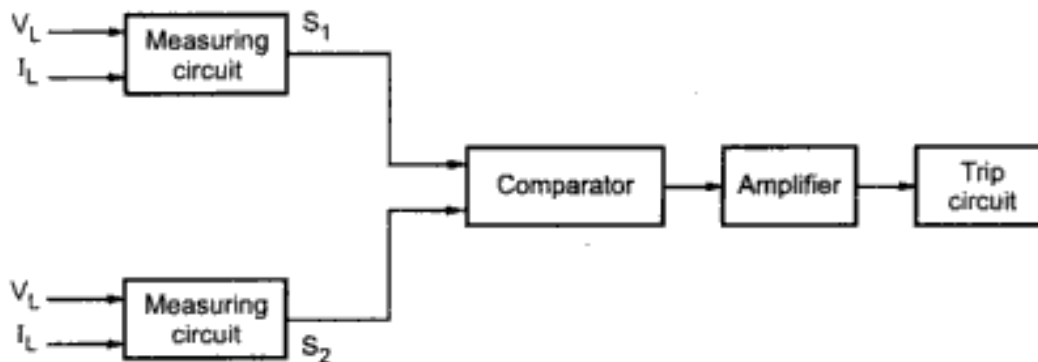 V_L
I_L
Measuring
circuit
S_1
Comparator
Amplifier
Trip
circuit
V_L
I_L
Measuring
circuit
S_2